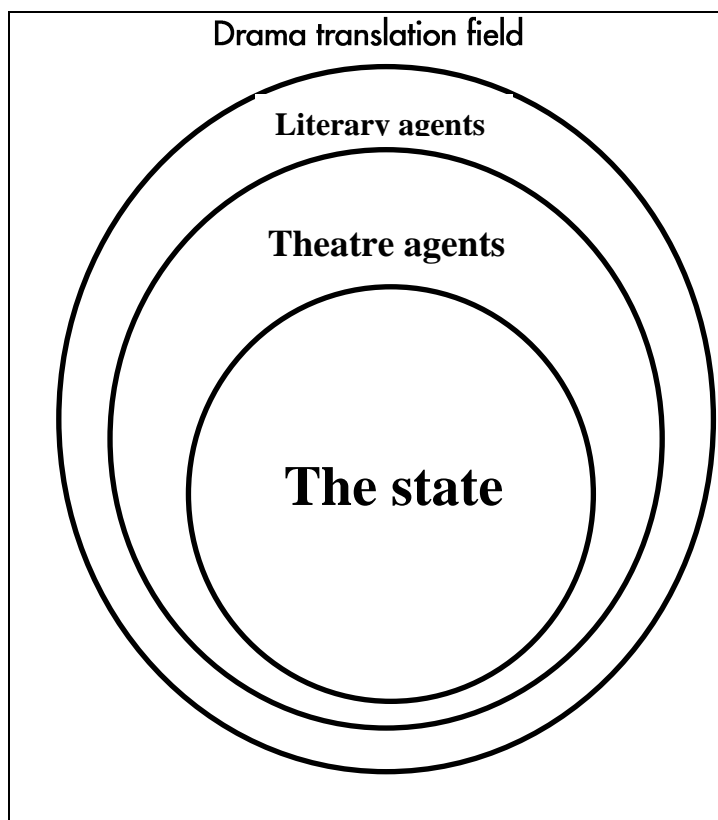 Drama translation field
Literary agents
Theatre agents
The state